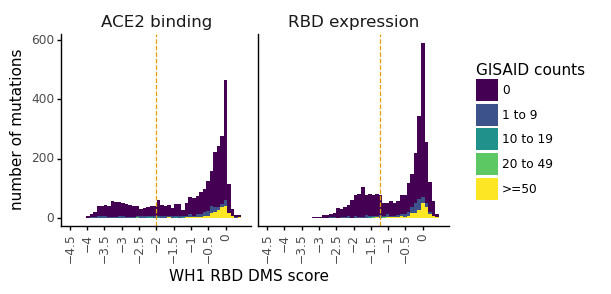 ACE2 binding
RBD expression
number of mutations
600
400
200
0
−4.5 −4 −3.5 −3 −2.5 −2 −1.5 −1 −0.5 0
−4.5 −4 −3.5 −3 −2.5 −2 −1.5 −1 −0.5 0
WH1 RBD DMS score
GISAID counts
0
1 to 9
10 to 19
20 to 49
>=50